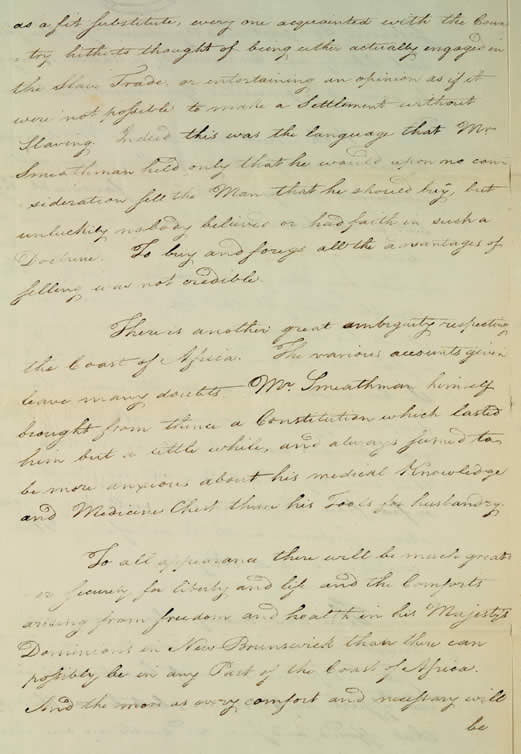 as a fit substitute, every one acquainted with the Coun
-try hitherto thought of being either actually engaged in
the Slave Trade, or entertaining an opinion as if it
were not possible to make a Settlement without
Slaving. Indeed this was the language that Mr
Smeathman held only that he would upon no con
-sideration sell the Man that he should buy, but
unluckily nobody believes or had faith in such a
Doctrine. To buy and forego all the advantages of
selling was not credible.
There is another great ambiguity respecting
the Coast of Africa. The various accounts given
leave many doubts. Mr. Smeathman himself
brought from thence a Constitution which lasted
him but a little while, and always seemed to
be more anxious about his medical Knowledge
and Medicine Chest than his Tools for husbandry.
To all appearance there will be much great
er Security for liberty and life and the Comforts
arising from freedom and health in his Majesty's
Dominions in New Brunswick than there can
possibly be in any Part of the Coast of Africa.
And the more as every comfort and necessary will
be